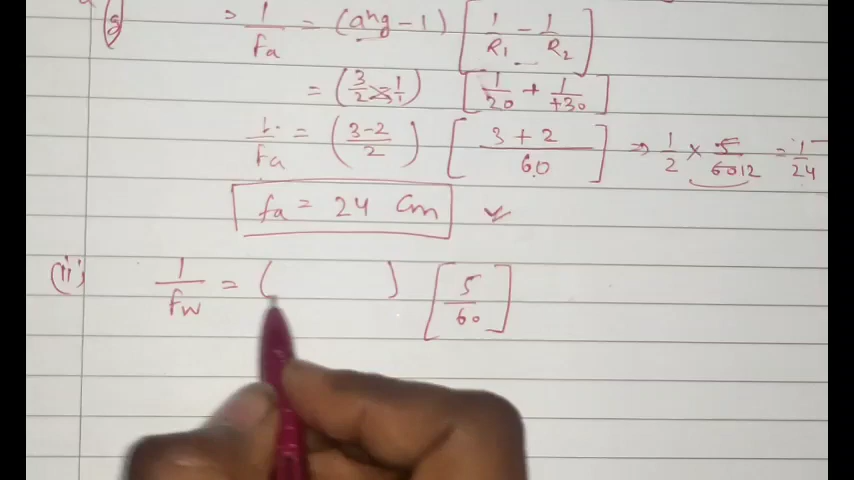 (g) ⇒ 1/fa = (ang - 1) [1/R1 - 1/R2]
= (3/2 - 1/1) [1/20 + 1/+30]
1/fa = (3-2/2) [3 + 2/60] ⇒ 1/2 × 5/60 12 = 1/24
fa = 24 cm ✓
(ii) 1/fw = ( ) [5/60]